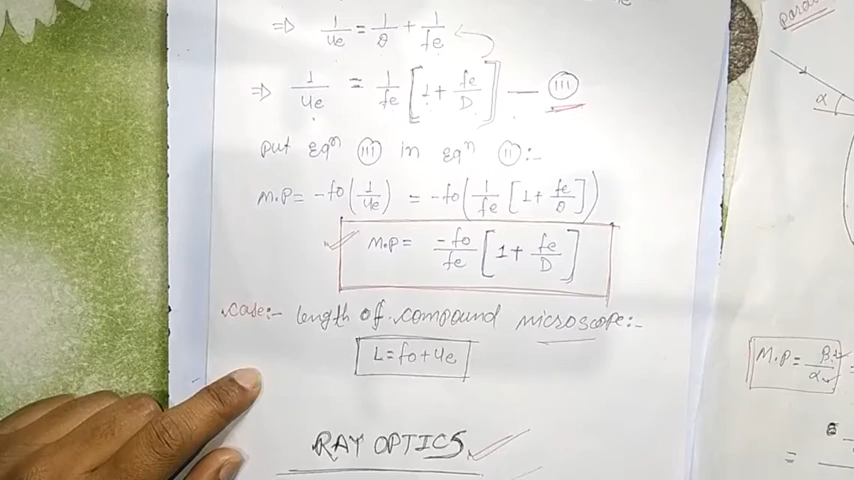 ⇒ 1/ue = 1/D + 1/fe
⇒ 1/ue = 1/fe [1 + fe/D] — (III)
put Eqⁿ (III) in Eqⁿ (II):-
M.P = -fo(1/ue) = -fo(1/fe [1 + fe/D])
M.P = -fo/fe [1 + fe/D]
Case:- length of compound microscope:-
L = fo + ue
RAY OPTICS
α
M.P = β/α =